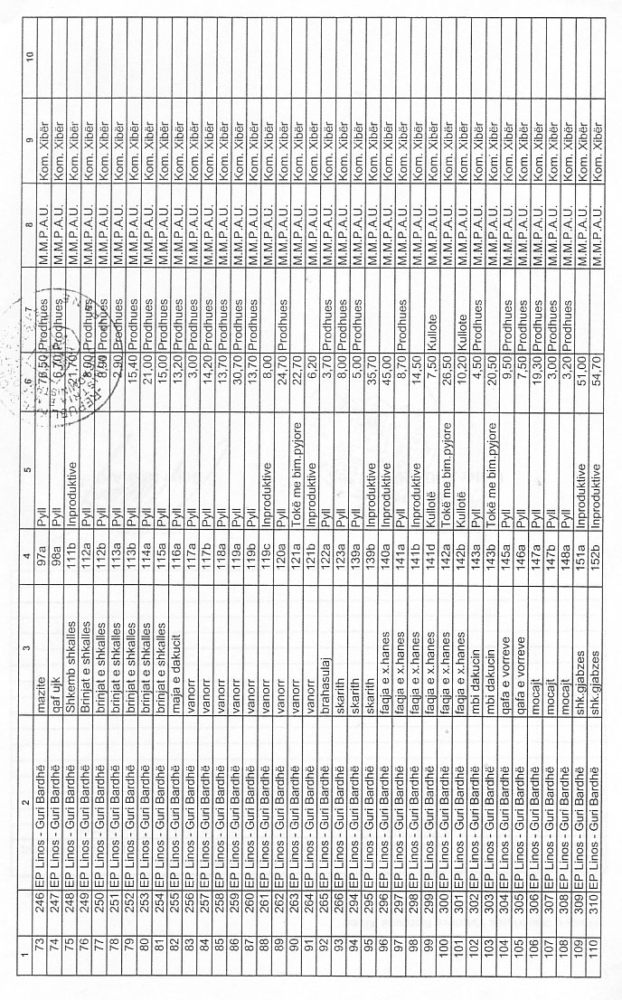 1 2 3 4 5 6 7 8 9 10
73 246 EP Linos - Guri Bardhë mazite 97a Pyll 76,50 Prodhues M.M.P.A.U. Kom. Xibër
74 247 EP Linos - Guri Bardhë qaf ujk 98a Pyll 6,70 Prodhues M.M.P.A.U. Kom. Xibër
75 248 EP Linos - Guri Bardhë Shkemb shkalles 111b Inproduktive 21,70 M.M.P.A.U. Kom. Xibër
76 249 EP Linos - Guri Bardhë Brinjat e shkalles 112a Pyll 8,00 Prodhues M.M.P.A.U. Kom. Xibër
77 250 EP Linos - Guri Bardhë brinjat e shkalles 112b Pyll 8,90 Prodhues M.M.P.A.U. Kom. Xibër
78 251 EP Linos - Guri Bardhë brinjat e shkalles 113a Pyll 2,90 Prodhues M.M.P.A.U. Kom. Xibër
79 252 EP Linos - Guri Bardhë brinjat e shkalles 113b Pyll 15,40 Prodhues M.M.P.A.U. Kom. Xibër
80 253 EP Linos - Guri Bardhë brinjat e shkalles 114a Pyll 21,00 Prodhues M.M.P.A.U. Kom. Xibër
81 254 EP Linos - Guri Bardhë brinjat e shkalles 115a Pyll 15,00 Prodhues M.M.P.A.U. Kom. Xibër
82 255 EP Linos - Guri Bardhë maja e dakucit 116a Pyll 13,20 Prodhues M.M.P.A.U. Kom. Xibër
83 256 EP Linos - Guri Bardhë vanorr 117a Pyll 3,00 Prodhues M.M.P.A.U. Kom. Xibër
84 257 EP Linos - Guri Bardhë vanorr 117b Pyll 14,20 Prodhues M.M.P.A.U. Kom. Xibër
85 258 EP Linos - Guri Bardhë vanorr 118a Pyll 13,70 Prodhues M.M.P.A.U. Kom. Xibër
86 259 EP Linos - Guri Bardhë vanorr 119a Pyll 30,70 Prodhues M.M.P.A.U. Kom. Xibër
87 260 EP Linos - Guri Bardhë vanorr 119b Pyll 13,70 Prodhues M.M.P.A.U. Kom. Xibër
88 261 EP Linos - Guri Bardhë vanorr 119c Inproduktive 8,00 M.M.P.A.U. Kom. Xibër
89 262 EP Linos - Guri Bardhë vanorr 120a Pyll 24,70 Prodhues M.M.P.A.U. Kom. Xibër
90 263 EP Linos - Guri Bardhë vanorr 121a Tokë me bim.pyjore 22,70 M.M.P.A.U. Kom. Xibër
91 264 EP Linos - Guri Bardhë vanorr 121b Inproduktive 6,20 M.M.P.A.U. Kom. Xibër
92 265 EP Linos - Guri Bardhë brahasulaj 122a Pyll 3,70 Prodhues M.M.P.A.U. Kom. Xibër
93 266 EP Linos - Guri Bardhë skarith 123a Pyll 8,00 Prodhues M.M.P.A.U. Kom. Xibër
94 294 EP Linos - Guri Bardhë skarith 139a Pyll 5,00 Prodhues M.M.P.A.U. Kom. Xibër
95 295 EP Linos - Guri Bardhë skarith 139b Inproduktive 35,70 M.M.P.A.U. Kom. Xibër
96 296 EP Linos - Guri Bardhë faqja e x.hanes 140a Inproduktive 45,00 M.M.P.A.U. Kom. Xibër
97 297 EP Linos - Guri Bardhë faqja e x.hanes 141a Pyll 8,70 Prodhues M.M.P.A.U. Kom. Xibër
98 298 EP Linos - Guri Bardhë faqja e x.hanes 141b Inproduktive 14,50 M.M.P.A.U. Kom. Xibër
99 299 EP Linos - Guri Bardhë faqja e x.hanes 141d Kullotë 7,50 Kullote M.M.P.A.U. Kom. Xibër
100 300 EP Linos - Guri Bardhë faqja e x.hanes 142a Tokë me bim.pyjore 26,50 M.M.P.A.U. Kom. Xibër
101 301 EP Linos - Guri Bardhë faqja e x.hanes 142b Kullotë 10,20 Kullote M.M.P.A.U. Kom. Xibër
102 302 EP Linos - Guri Bardhë mbi dakucin 143a Pyll 4,50 Prodhues M.M.P.A.U. Kom. Xibër
103 303 EP Linos - Guri Bardhë mbi dakucin 143b Tokë me bim.pyjore 20,50 M.M.P.A.U. Kom. Xibër
104 304 EP Linos - Guri Bardhë qafa e vorreve 145a Pyll 9,50 Prodhues M.M.P.A.U. Kom. Xibër
105 305 EP Linos - Guri Bardhë qafa e vorreve 146a Pyll 7,50 Prodhues M.M.P.A.U. Kom. Xibër
106 306 EP Linos - Guri Bardhë mocajt 147a Pyll 19,30 Prodhues M.M.P.A.U. Kom. Xibër
107 307 EP Linos - Guri Bardhë mocajt 147b Pyll 3,00 Prodhues M.M.P.A.U. Kom. Xibër
108 308 EP Linos - Guri Bardhë mocajt 148a Pyll 3,20 Prodhues M.M.P.A.U. Kom. Xibër
109 309 EP Linos - Guri Bardhë shk.gjabzes 151a Inproduktive 51,00 M.M.P.A.U. Kom. Xibër
110 310 EP Linos - Guri Bardhë shk.gjabzes 152b Inproduktive 54,70 M.M.P.A.U. Kom. Xibër